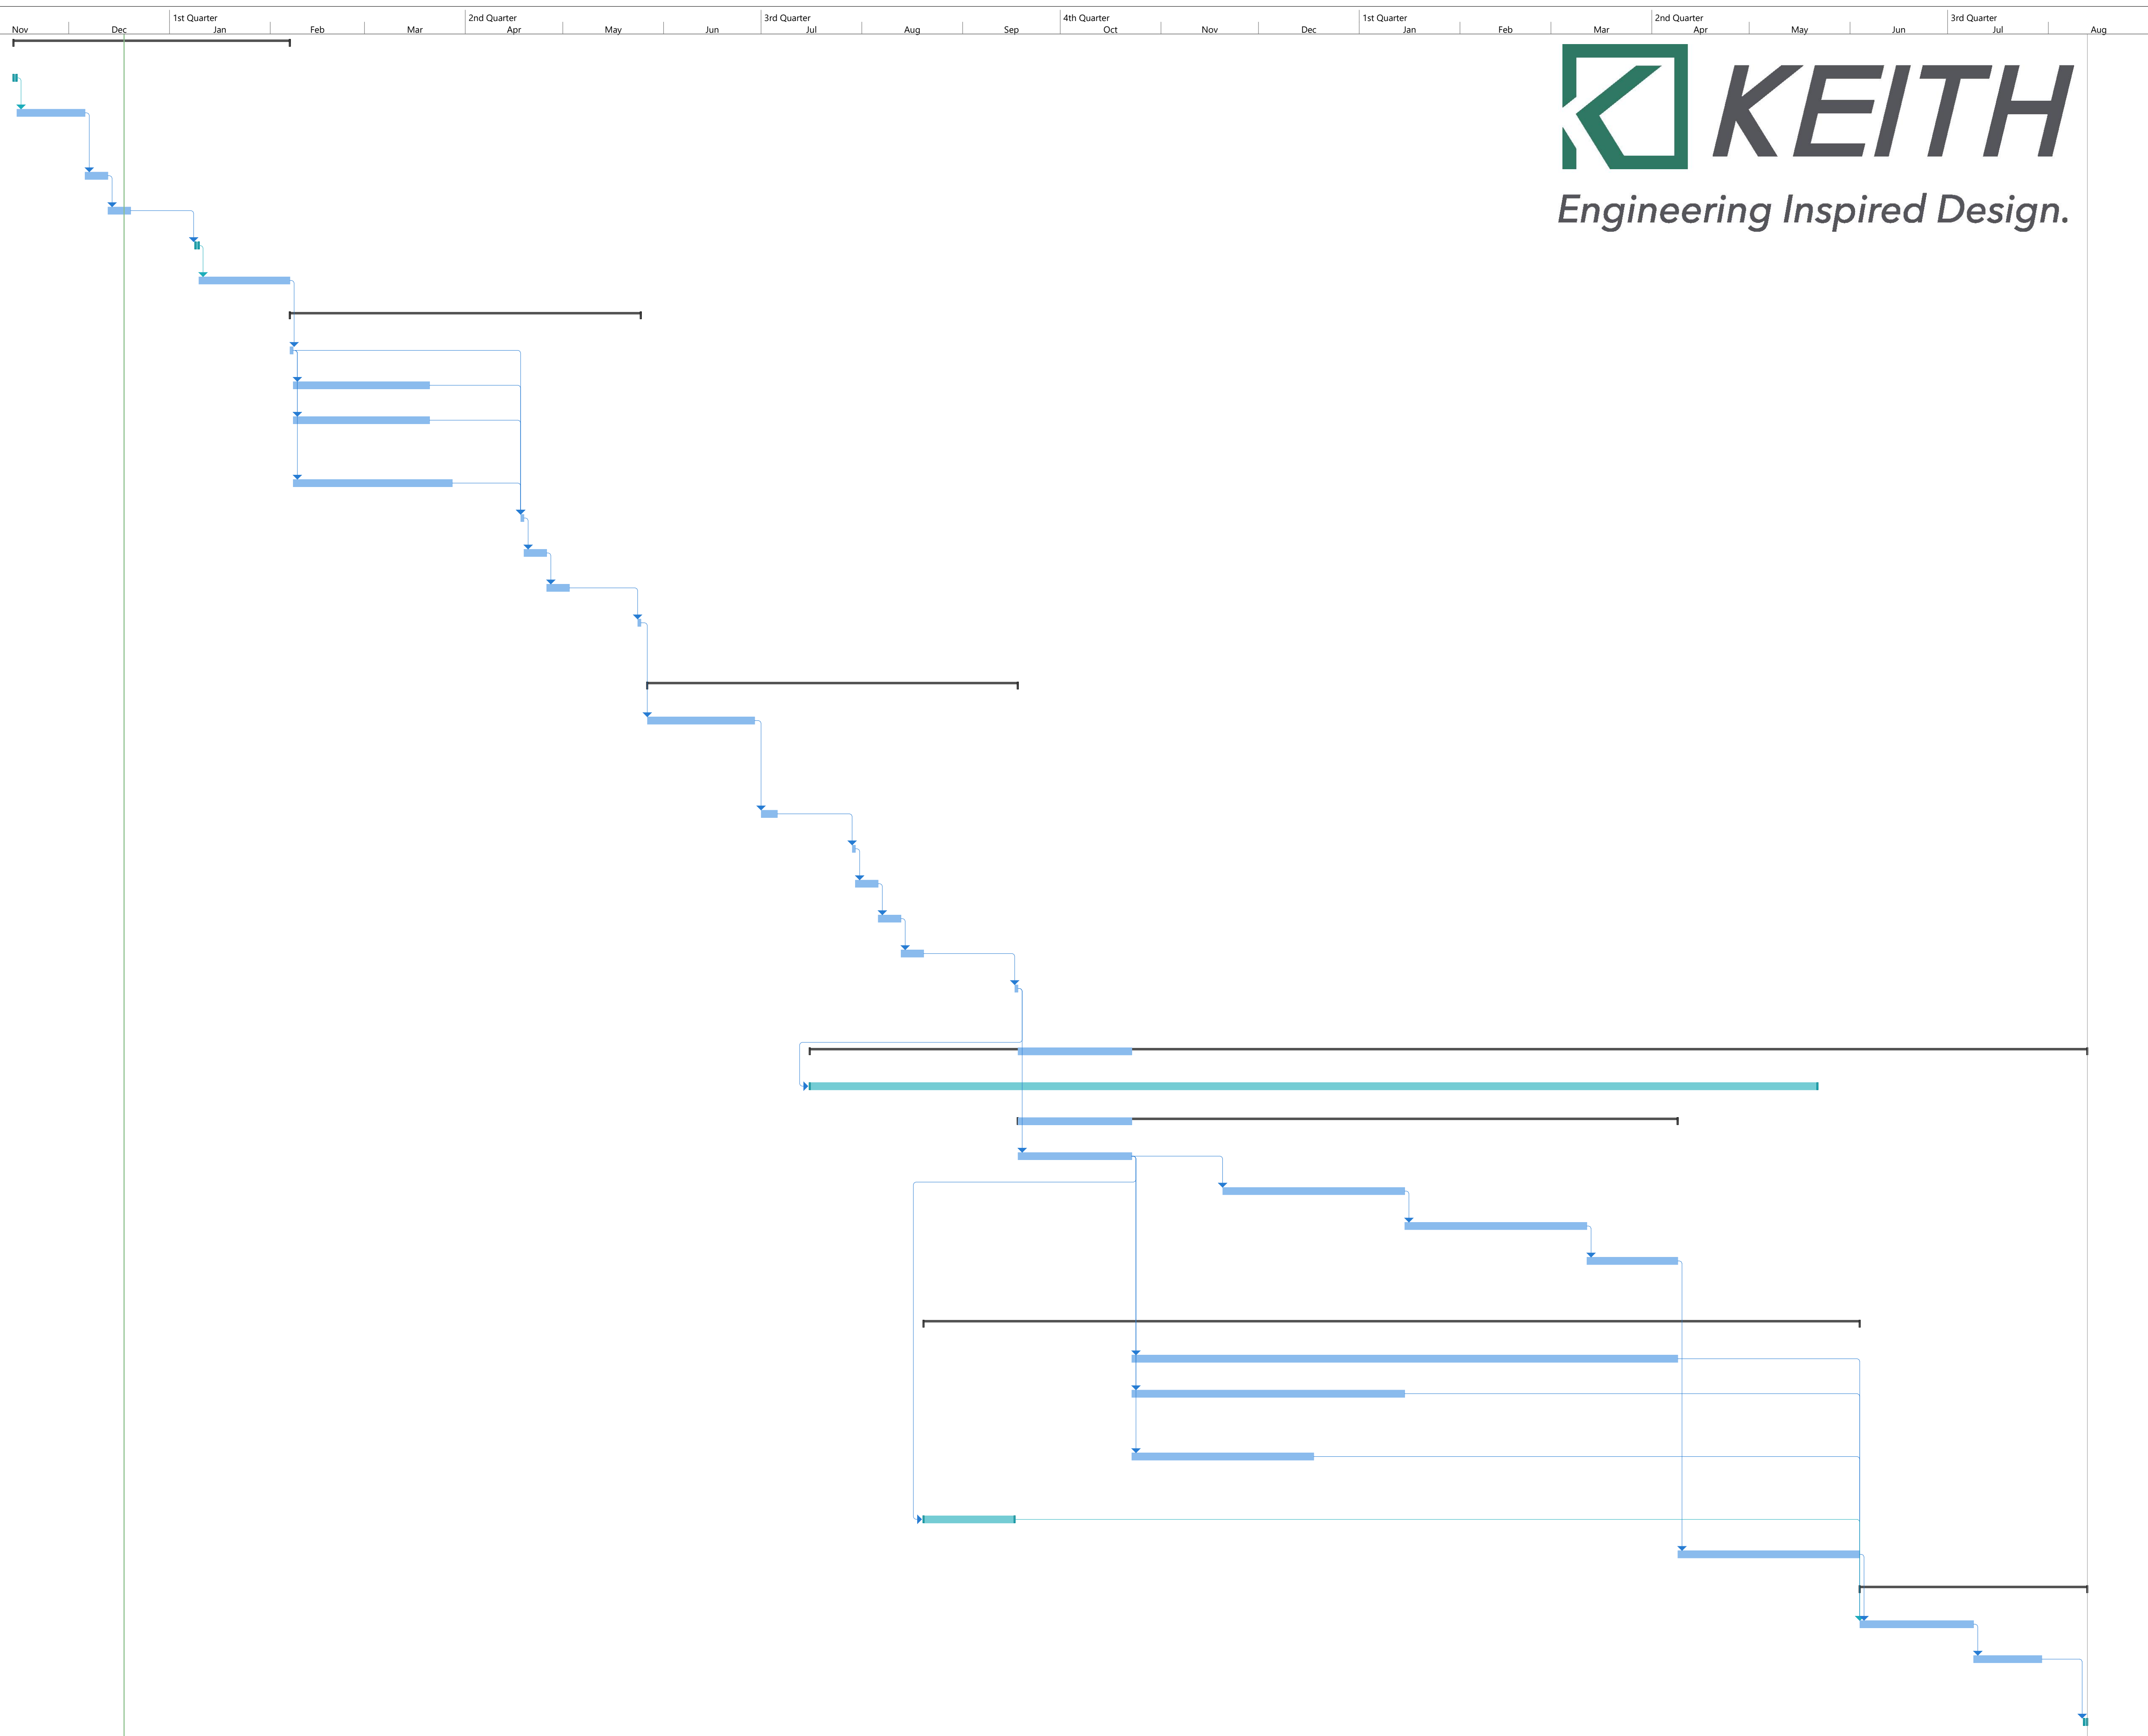 1st Quarter 2nd Quarter 3rd Quarter 4th Quarter 1st Quarter 2nd Quarter 3rd Quarter
Nov Dec Jan Feb Mar Apr May Jun Jul Aug Sep Oct Nov Dec Jan Feb Mar Apr May Jun Jul Aug
KEITH
Engineering Inspired Design.